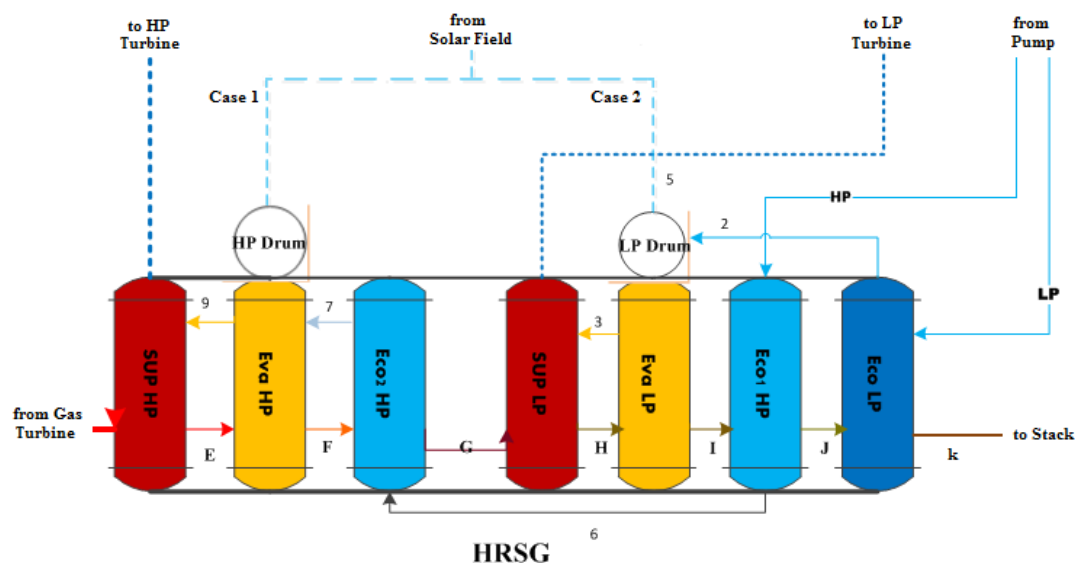 to HP
Turbine
from
Solar Field
to LP
Turbine
from
Pump
Case 1
Case 2
5
HP
2
HP Drum
LP Drum
LP
9
7
3
SUP HP
Eva HP
Eco2 HP
SUP LP
Eva LP
Eco1 HP
Eco LP
from Gas
Turbine
E
F
G
H
I
J
k
to Stack
6
HRSG